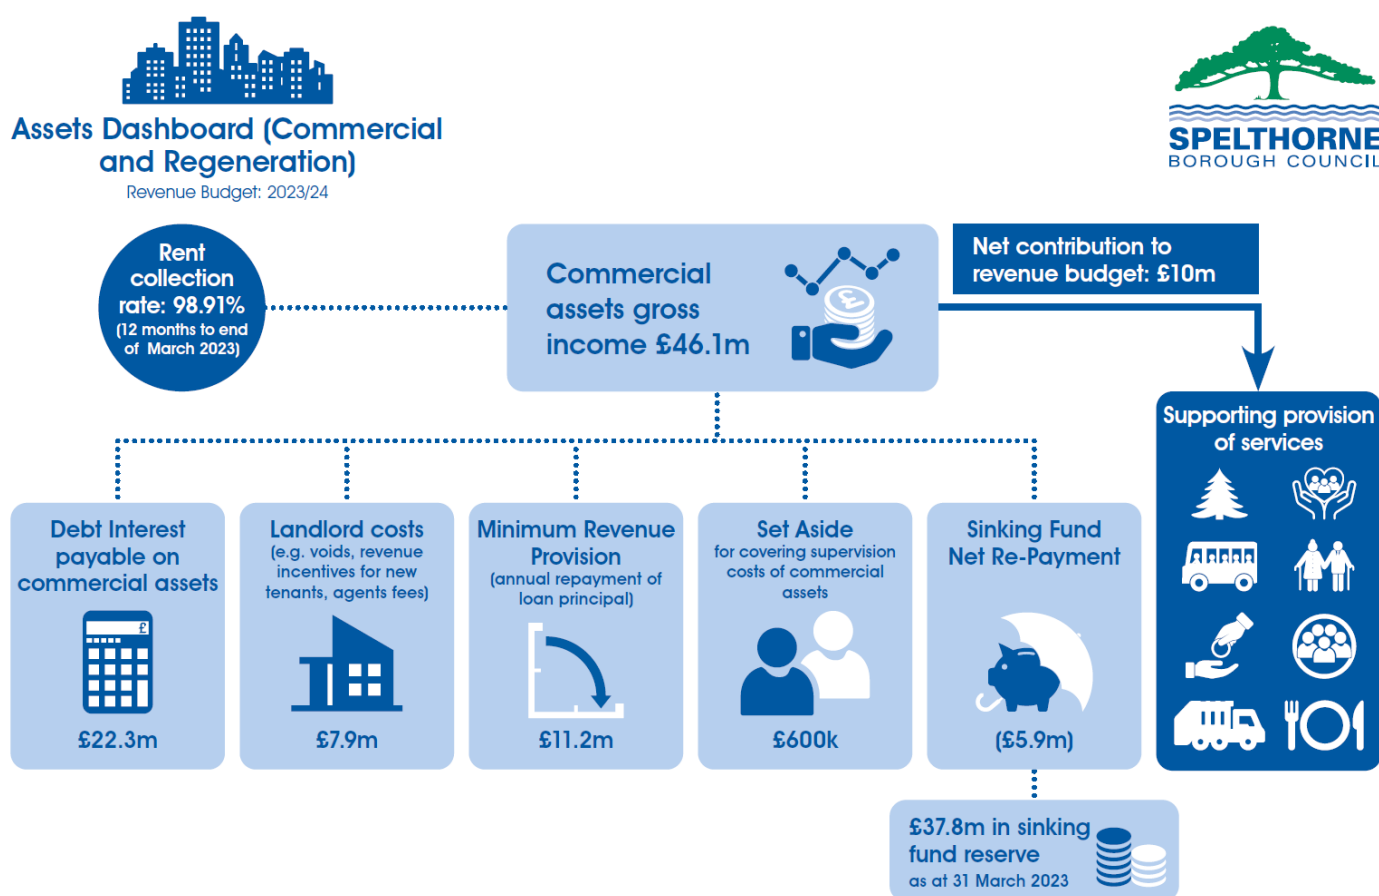 Assets Dashboard (Commercial
and Regeneration)
Revenue Budget: 2023/24
SPELTHORNE
BOROUGH COUNCIL
Rent
collection
rate: 98.91%
(12 months to end
of March 2023)
Commercial
assets gross
income £46.1m
£
Net contribution to
revenue budget: £10m
Supporting provision
of services
Debt Interest
payable on
commercial assets
£
£22.3m
Landlord costs
(e.g. voids, revenue
incentives for new
tenants, agents fees)
£7.9m
Minimum Revenue
Provision
(annual repayment of
loan principal)
£11.2m
Set Aside
for covering supervision
costs of commercial
assets
£600k
Sinking Fund
Net Re-Payment
(£5.9m)
£37.8m in sinking
fund reserve
as at 31 March 2023